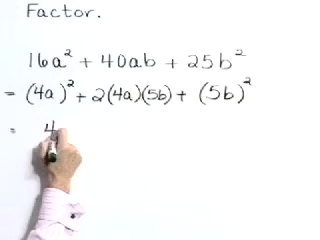 Factor.
16a² + 40ab + 25b²
= (4a)² + 2(4a)(5b) + (5b)²
= 4